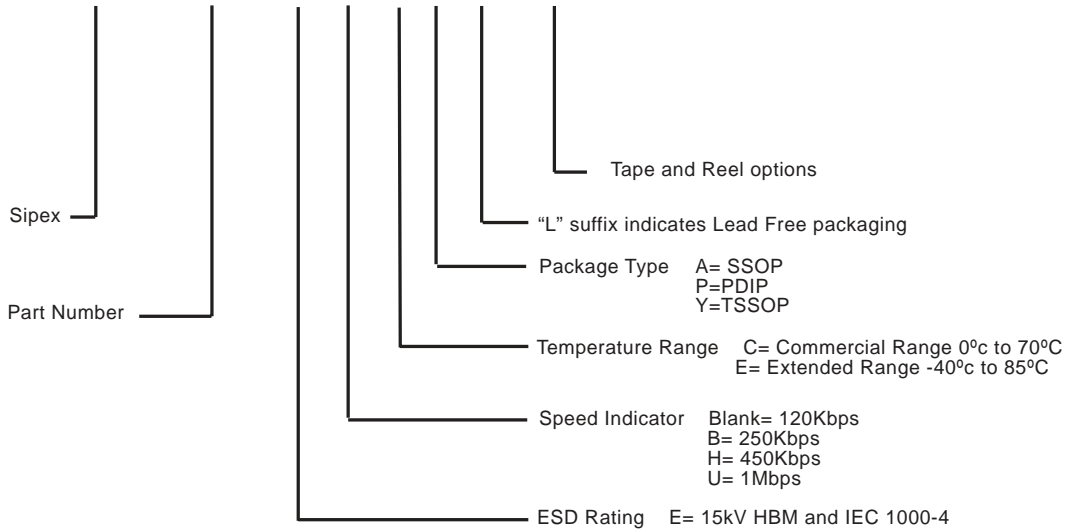 Tape and Reel options
Sipex
“L” suffix indicates Lead Free packaging
Package Type A= SSOP
P=PDIP
Y=TSSOP
Part Number
Temperature Range C= Commercial Range 0ºc to 70ºC
E= Extended Range -40ºc to 85ºC
Speed Indicator Blank= 120Kbps
B= 250Kbps
H= 450Kbps
U= 1Mbps
ESD Rating E= 15kV HBM and IEC 1000-4